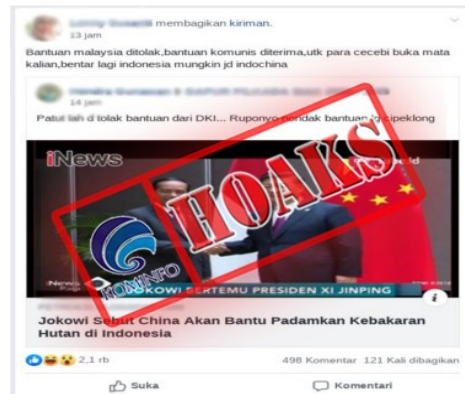 membagikan kiriman.
13 jam
Bantuan malaysia ditolak,bantuan komunis diterima,utk para cecebi buka mata
kalian,bentar lagi indonesia mungkin jd indochina
14 jam
Patut lah d tolak bantuan dari DKI... Ruponyo bantuan cipeklong
iNews
HOAKS
KOMINFO
iNews
JOKOWI BERTEMU PRESIDEN XI JINPING
Jokowi Sebut China Akan Bantu Padamkan Kebakaran
Hutan di Indonesia
2,1 rb
498 Komentar 121 Kali dibagikan
Suka
Komentari